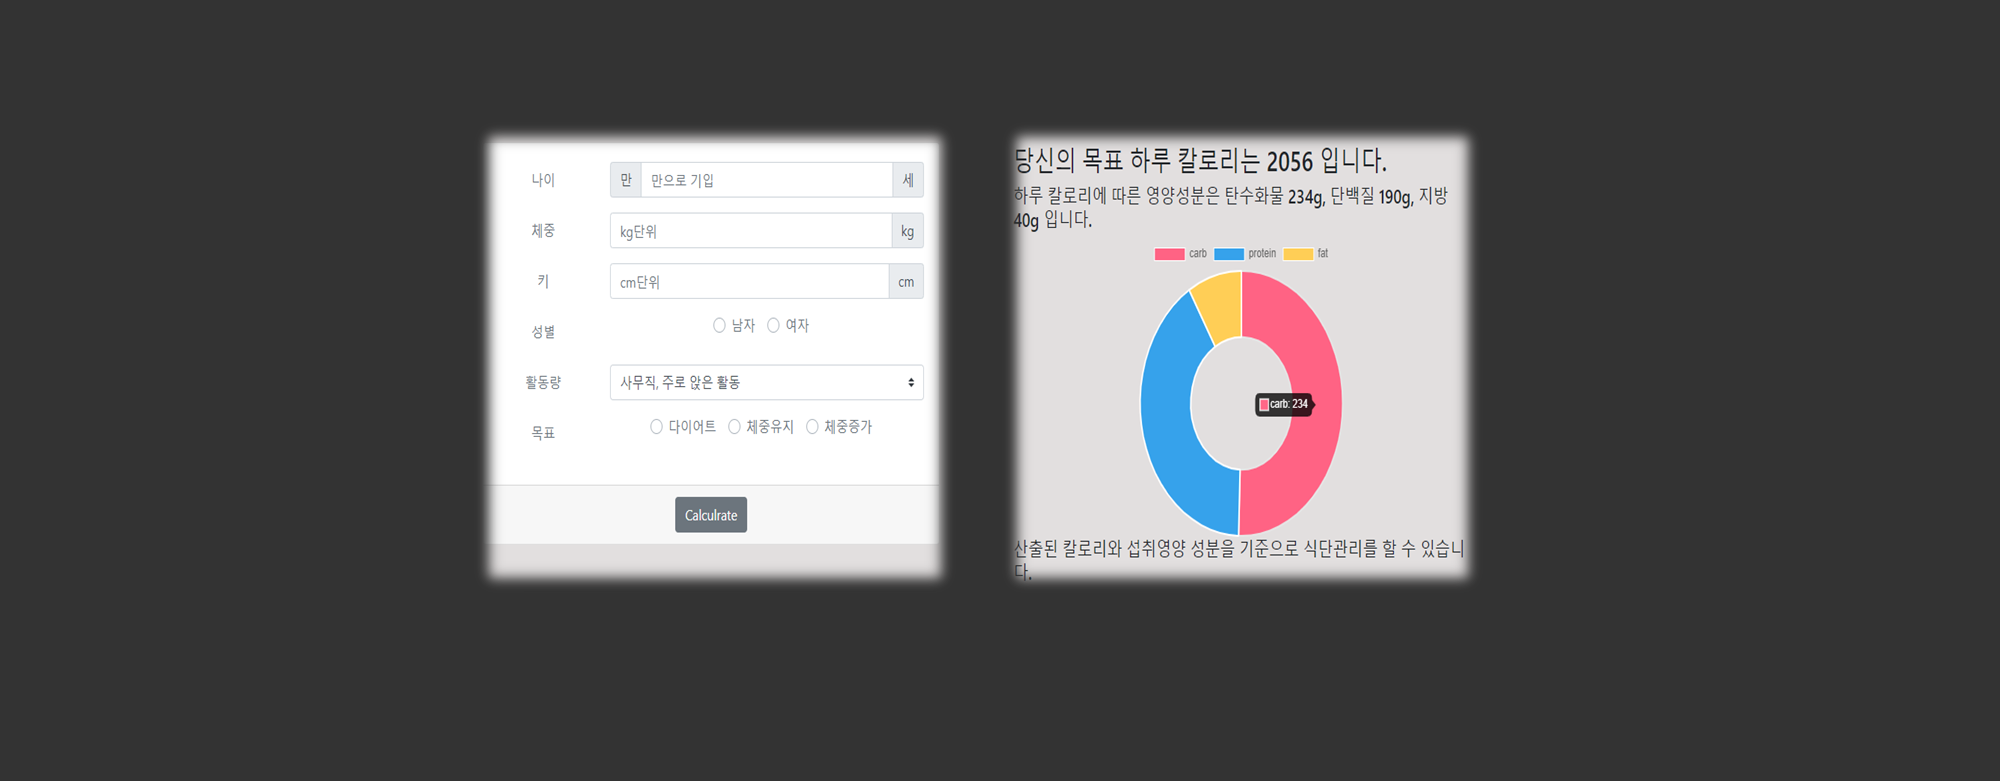 나이 만 만으로 기입 세
체중 kg단위 kg
키 cm단위 cm
성별 남자 여자
활동량 사무직, 주로 앉은 활동
목표 다이어트 체중유지 체중증가
Calculrate
당신의 목표 하루 칼로리는 2056 입니다.
하루 칼로리에 따른 영양성분은 탄수화물 234g, 단백질 190g, 지방
40g 입니다.
carb protein fat
carb: 234
산출된 칼로리와 섭취영양 성분을 기준으로 식단관리를 할 수 있습니
다.